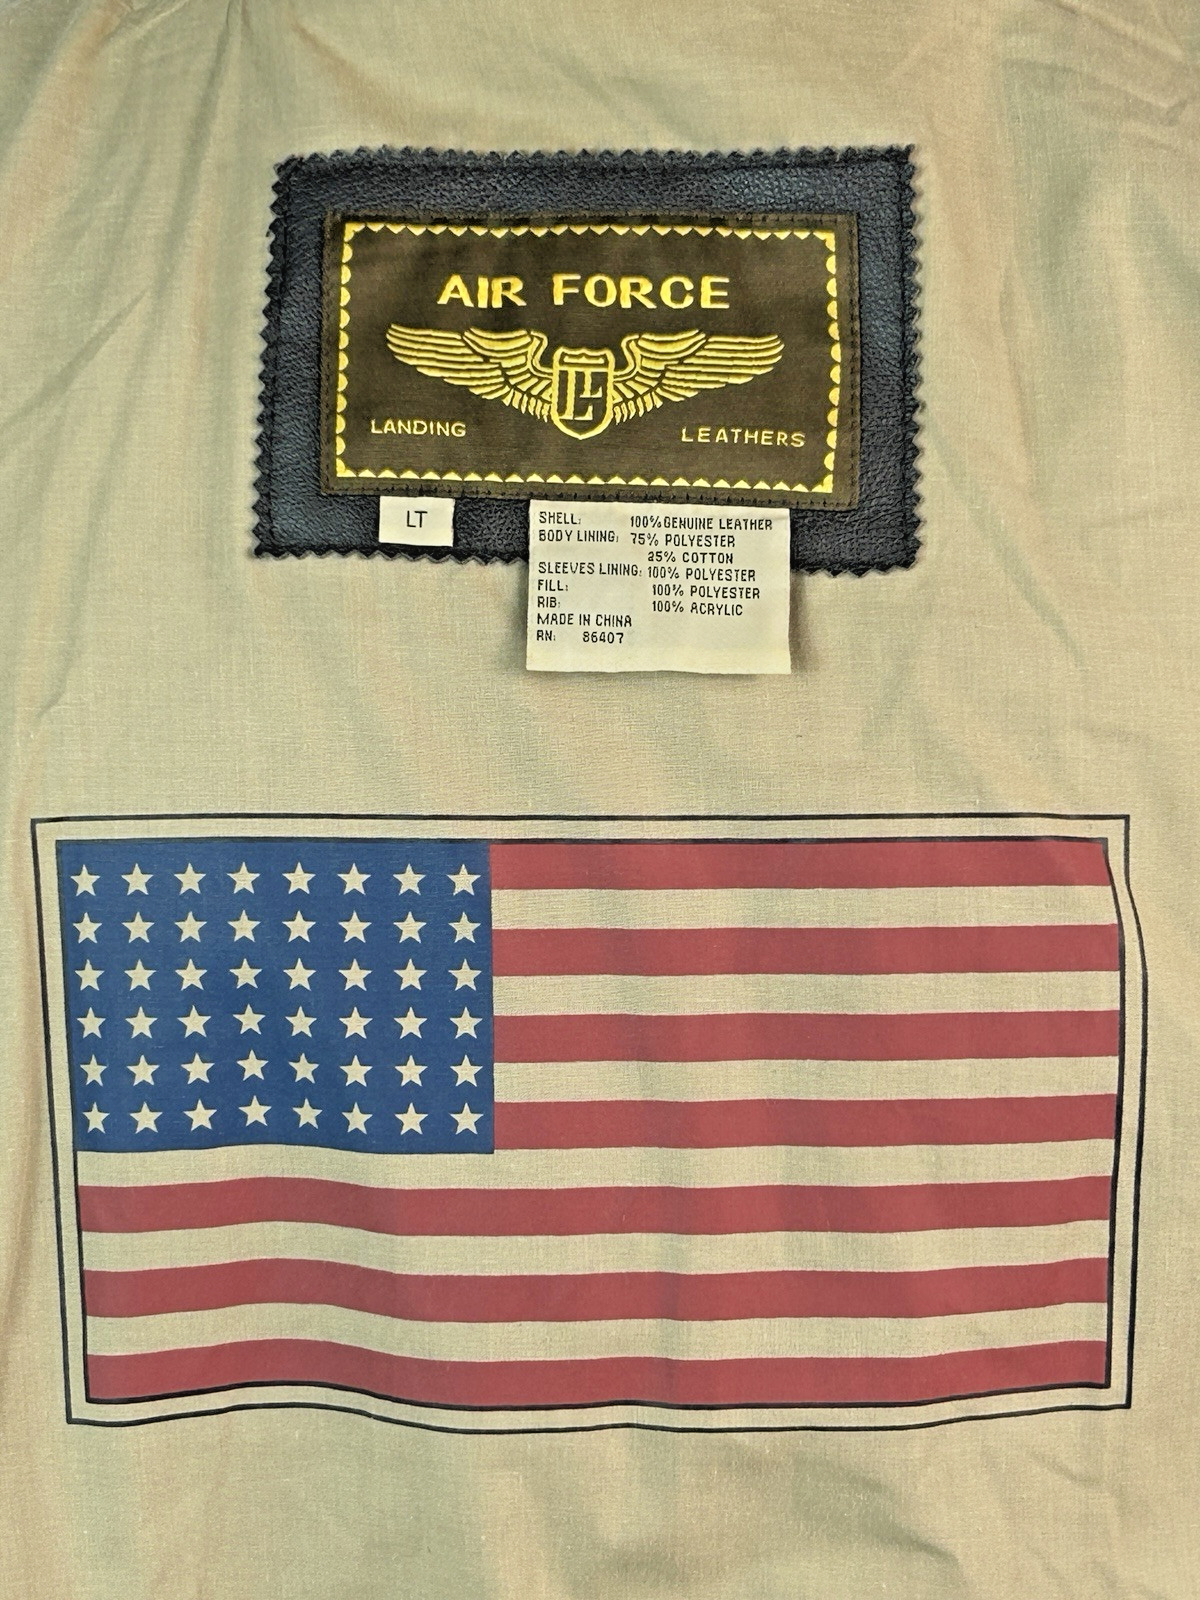 AIR FORCE
LL
LANDING LEATHERS
LT
SHELL: 100% GENUINE LEATHER
BODY LINING: 75% POLYESTER
25% COTTON
SLEEVES LINING: 100% POLYESTER
FILL: 100% POLYESTER
RIB: 100% ACRYLIC
MADE IN CHINA
RN: 86407